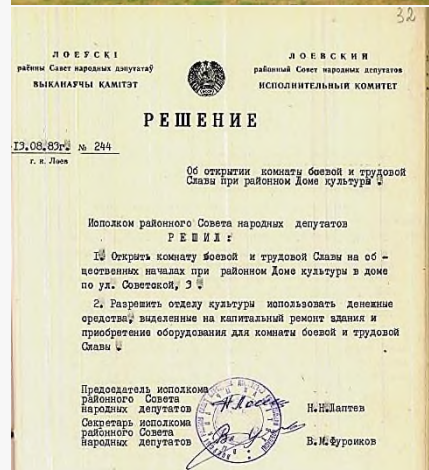 32
ЛОЕЎСКІ
раённы Савет народных дэпутатаў
ВЫКАНАЎЧЫ КАМІТЭТ
ЛОЕВСКИЙ
районный Совет народных депутатов
ИСПОЛНИТЕЛЬНЫЙ КОМИТЕТ
РЕШЕНИЕ
13.08.83г. № 244
г. п. Лоев
Об открытии комнаты боевой и трудовой
Славы при районном Доме культуры
Исполком районного Совета народных депутатов
РЕШИЛ:
1. Открыть комнату боевой и трудовой Славы на об -
щественных началах при районном Доме культуры в доме
по ул. Советской, 3
2. Разрешить отделу культуры использовать денежные
средства, выделенные на капитальный ремонт здания и
приобретение оборудования для комнаты боевой и трудовой
Славы.
Председатель исполкома
районного Совета
народных депутатов Н.Н.Лаптев
Секретарь исполкома
районного Совета
народных депутатов В.М.Фурсиков